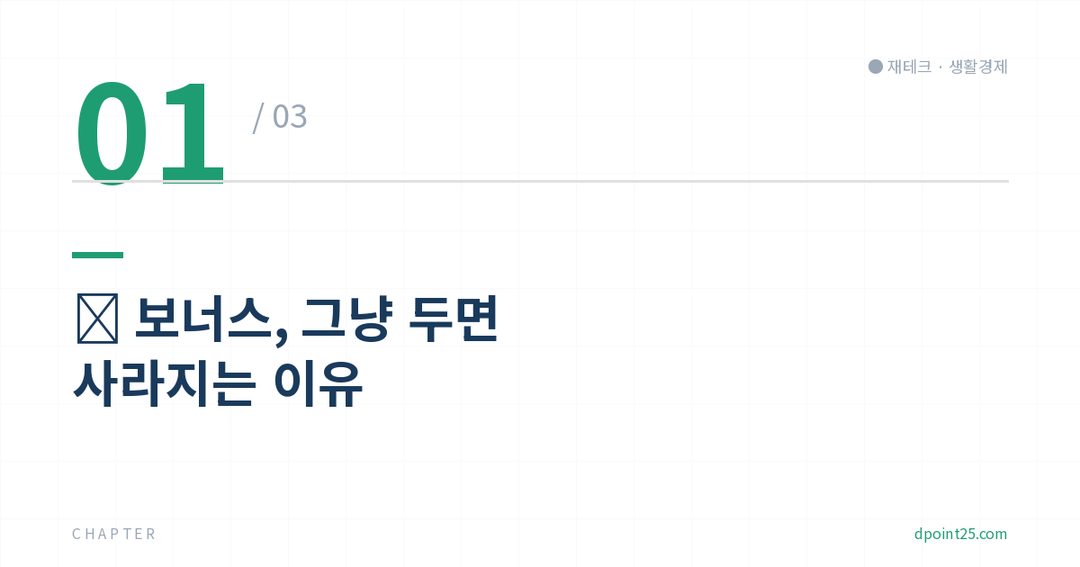 재테크 · 생활경제
01 / 03
보너스, 그냥 두면
사라지는 이유
CHAPTER
dpoint25.com